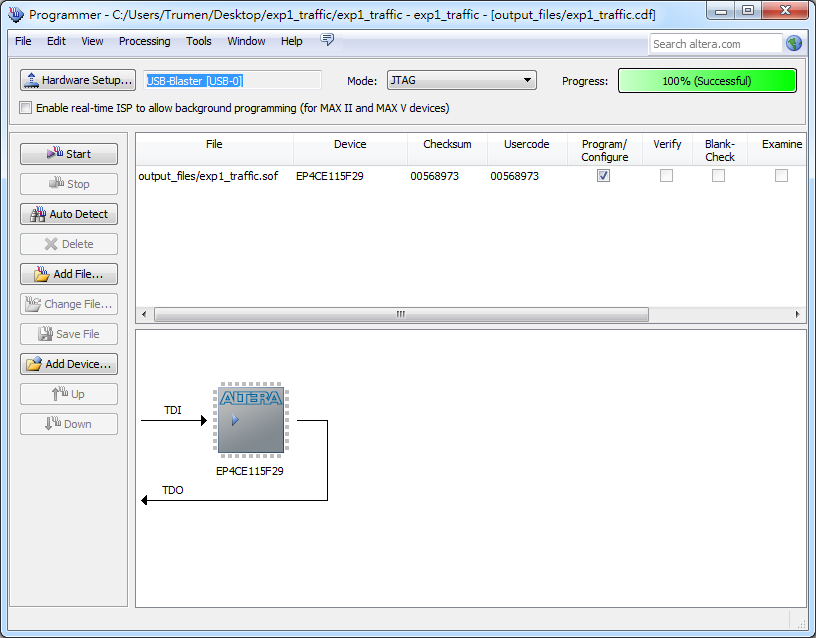 Programmer - C:/Users/Trumen/Desktop/exp1_traffic/exp1_traffic - exp1_traffic - [output_files/exp1_traffic.cdf]
File Edit View Processing Tools Window Help Search altera.com
Hardware Setup... USB-Blaster [USB-0] Mode: JTAG Progress: 100% (Successful)
Enable real-time ISP to allow background programming (for MAX II and MAX V devices)
Start
Stop
Auto Detect
Delete
Add File...
Change File...
Save File
Add Device...
Up
Down
File Device Checksum Usercode Program/ Verify Blank- Examine
Configure Check
output_files/exp1_traffic.sof EP4CE115F29 00568973 00568973
ALTERA
TDI
EP4CE115F29
TDO